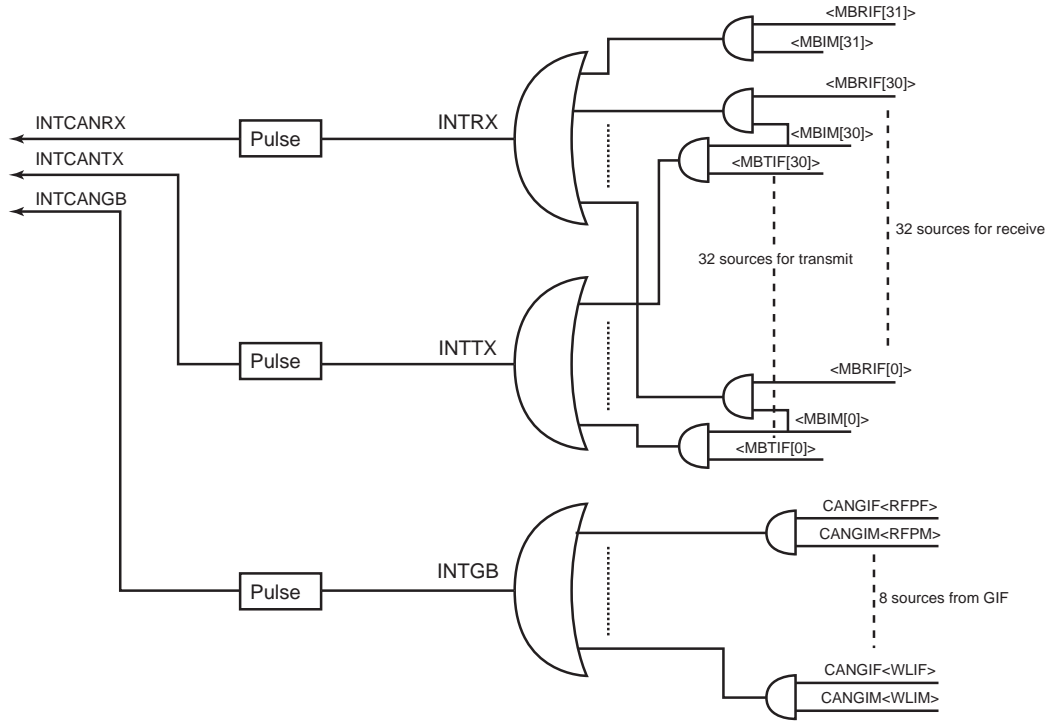 <MBRIF[31]>
<MBIM[31]>
<MBRIF[30]>
INTCANRX
Pulse
INTRX
<MBIM[30]>
INTCANTX
<MBTIF[30]>
INTCANGB
32 sources for receive
32 sources for transmit
INTTX
Pulse
<MBRIF[0]>
<MBIM[0]>
<MBTIF[0]>
CANGIF<RFPF>
CANGIM<RFPM>
INTGB
Pulse
8 sources from GIF
CANGIF<WLIF>
CANGIM<WLIM>